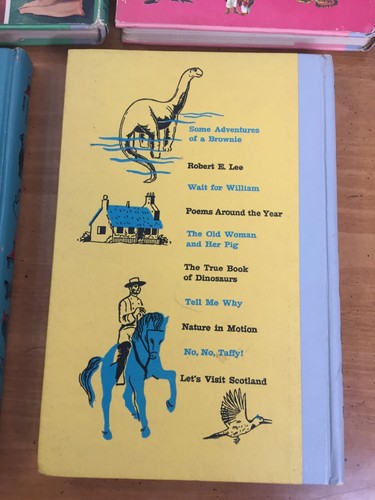 Some Adventures
of a Brownie
Robert E. Lee
Wait for William
Poems Around the Year
The Old Woman
and Her Pig
The True Book
of Dinosaurs
Tell Me Why
Nature in Motion
No, No, Taffy!
Let's Visit Scotland